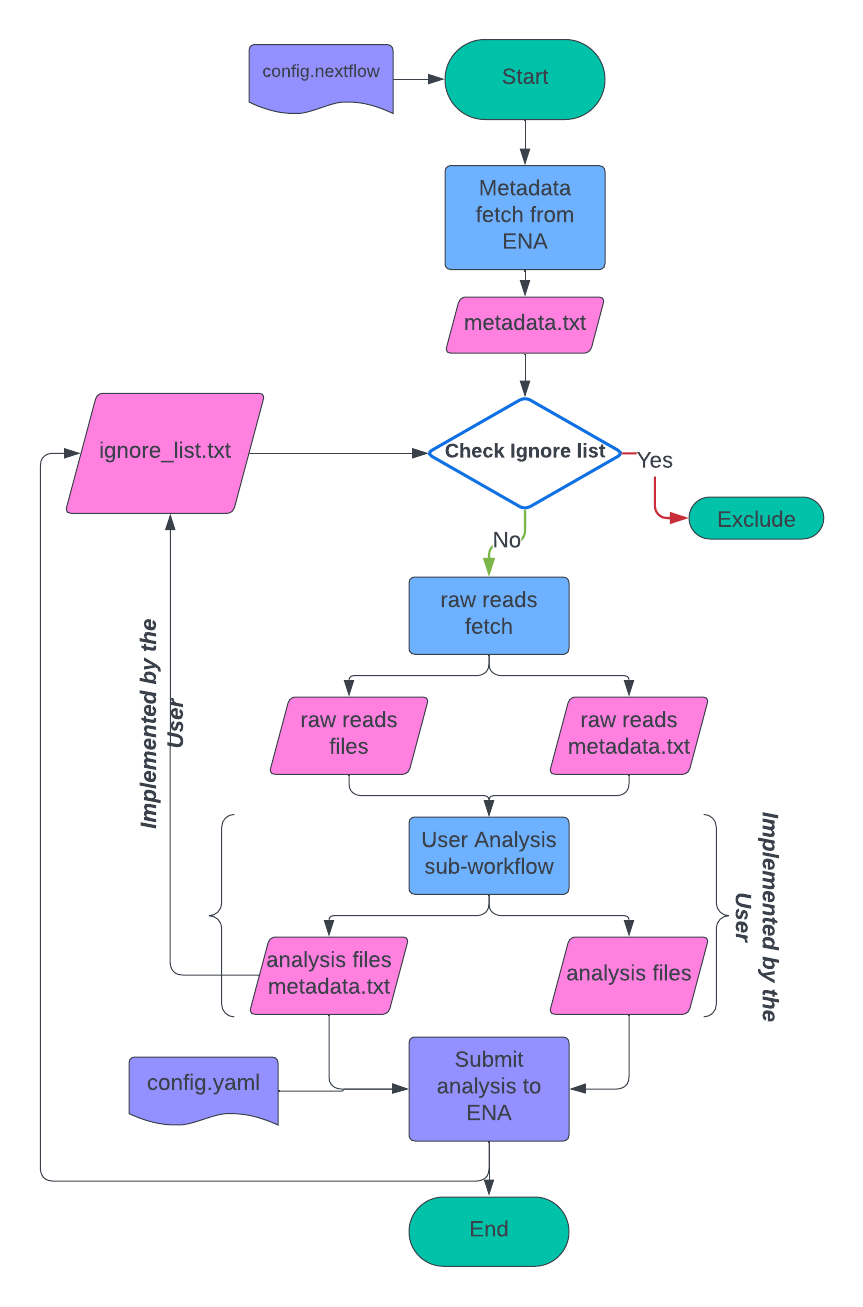 config.nextflow
Start
Metadata
fetch from
ENA
metadata.txt
ignore_list.txt
Check Ignore list
Yes
Exclude
No
raw reads
fetch
Implemented by the
User
raw reads
files
raw reads
metadata.txt
User Analysis
sub-workflow
Implemented by the
User
analysis files
metadata.txt
analysis files
config.yaml
Submit
analysis to
ENA
End